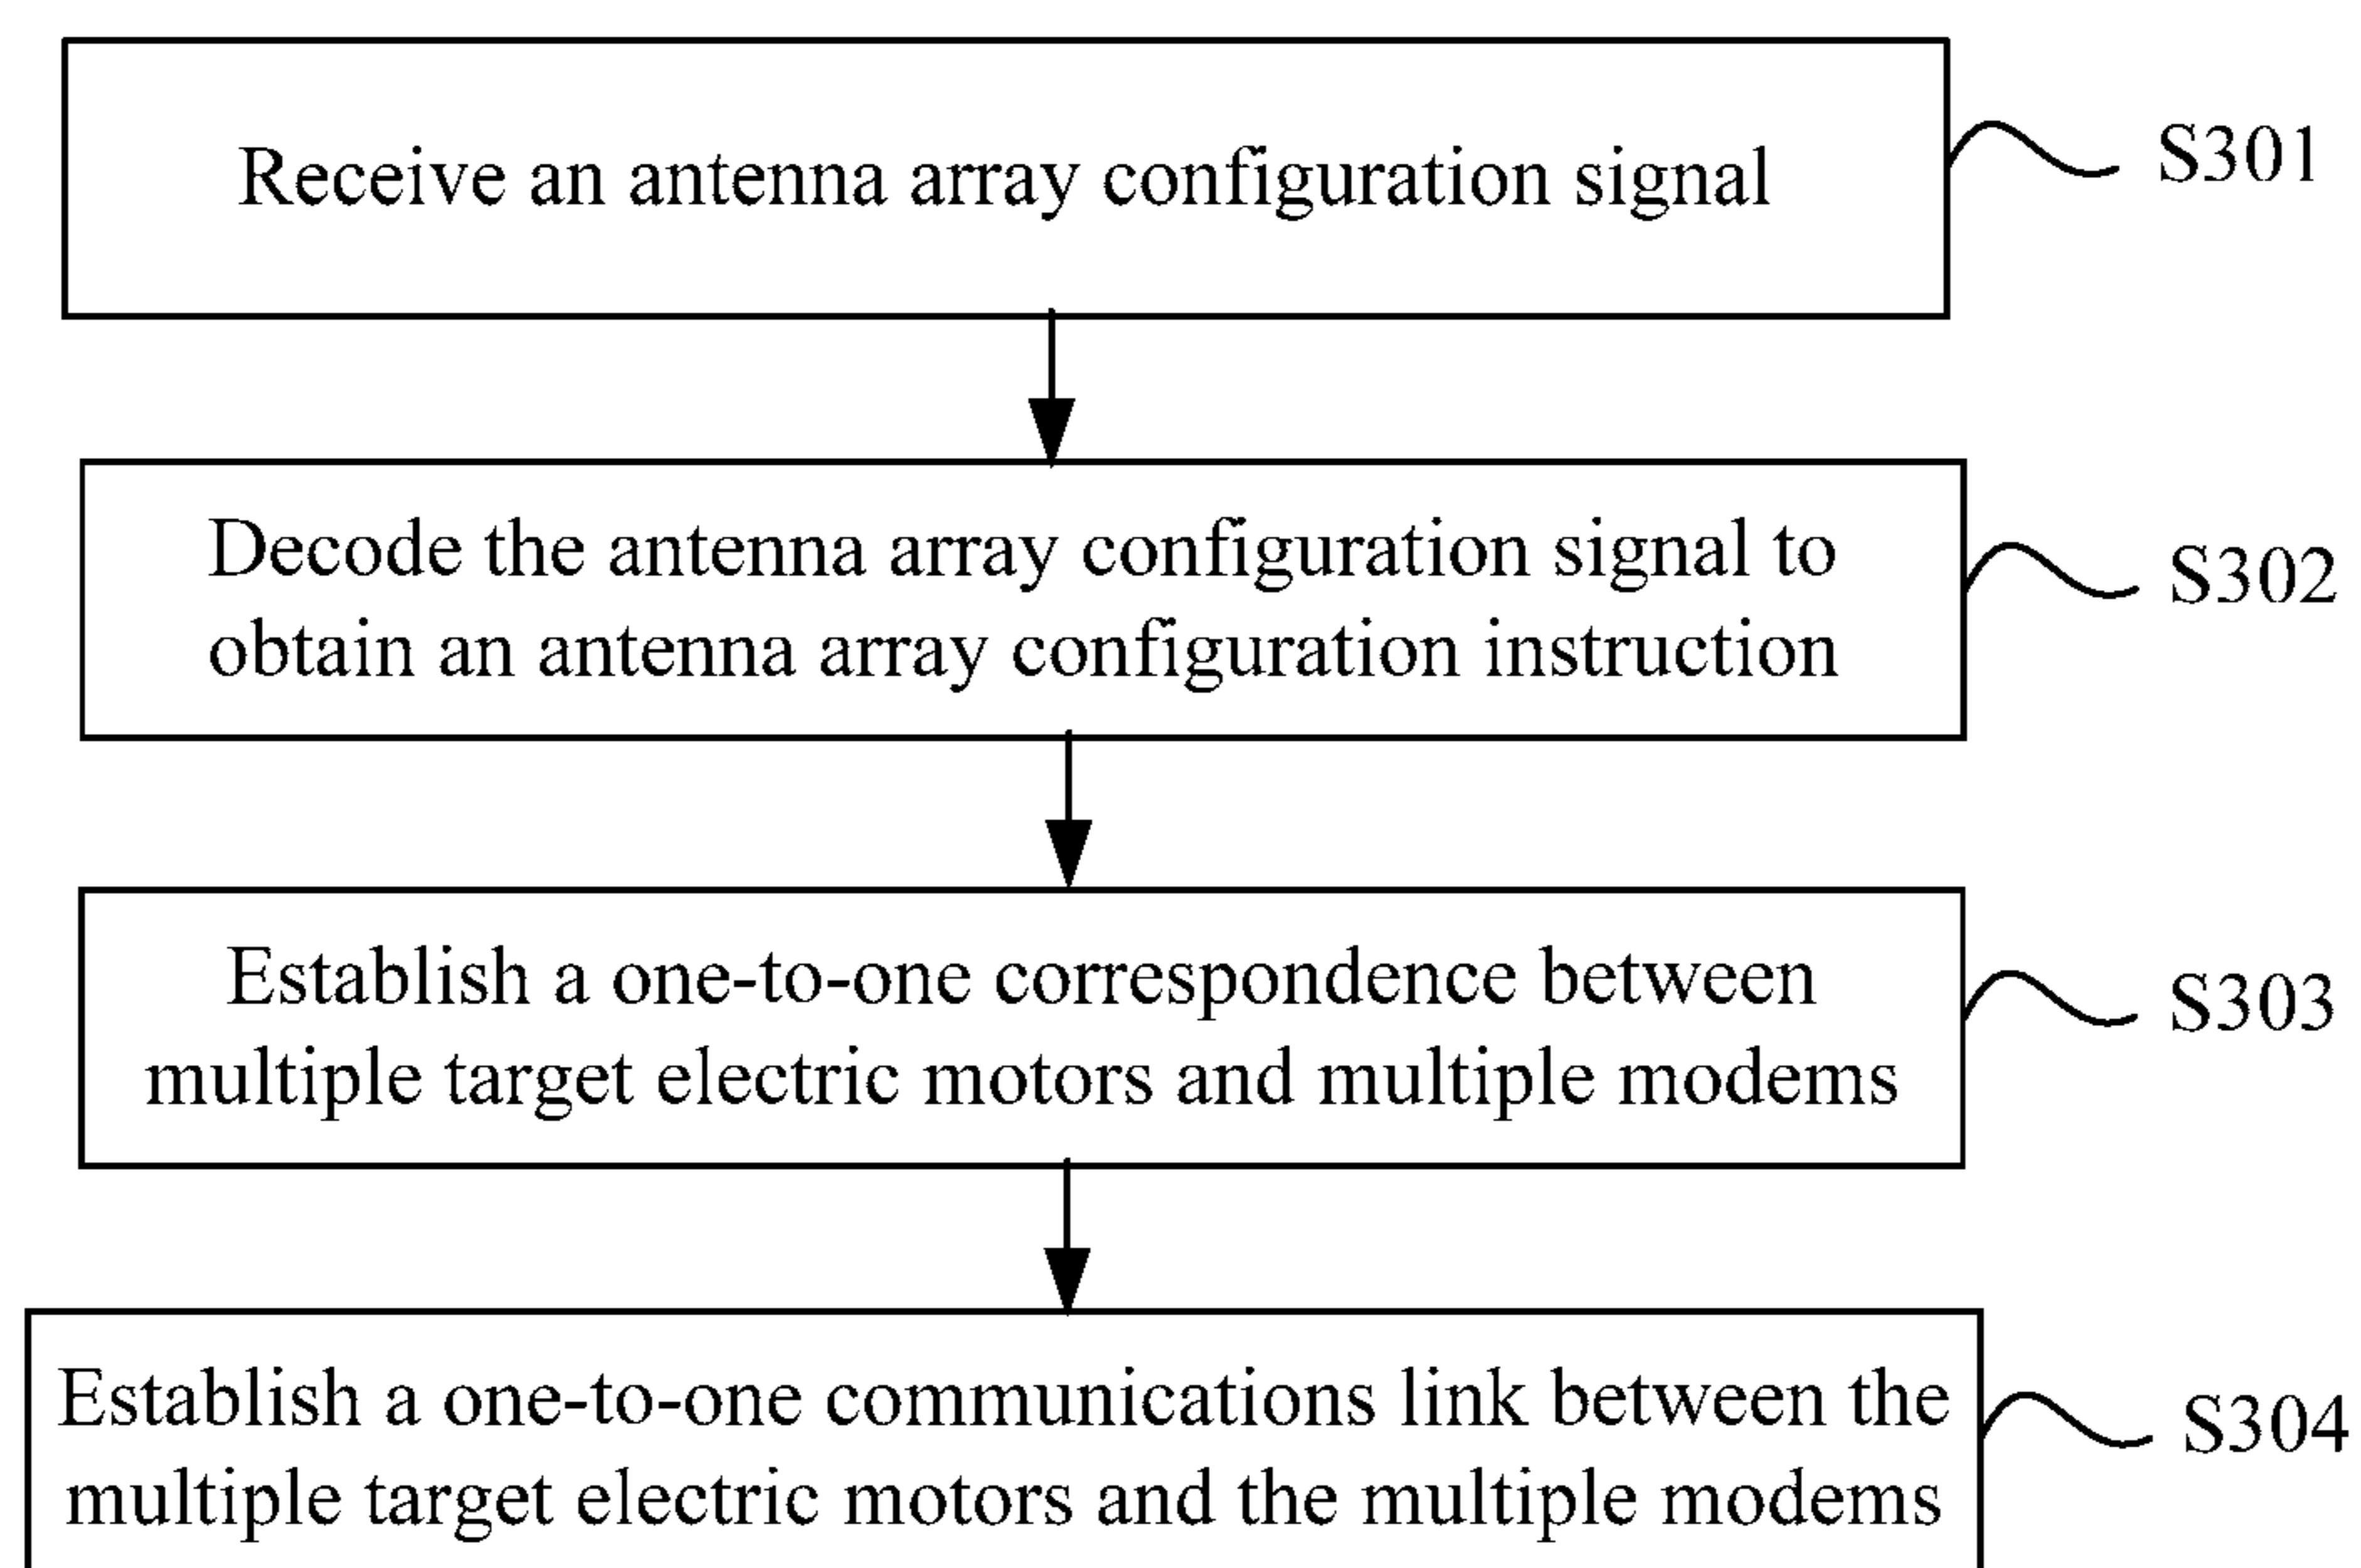 Receive an antenna array configuration signal
S301
Decode the antenna array configuration signal to
obtain an antenna array configuration instruction
S302
Establish a one-to-one correspondence between
multiple target electric motors and multiple modems
S303
Establish a one-to-one communications link between the
multiple target electric motors and the multiple modems
S304